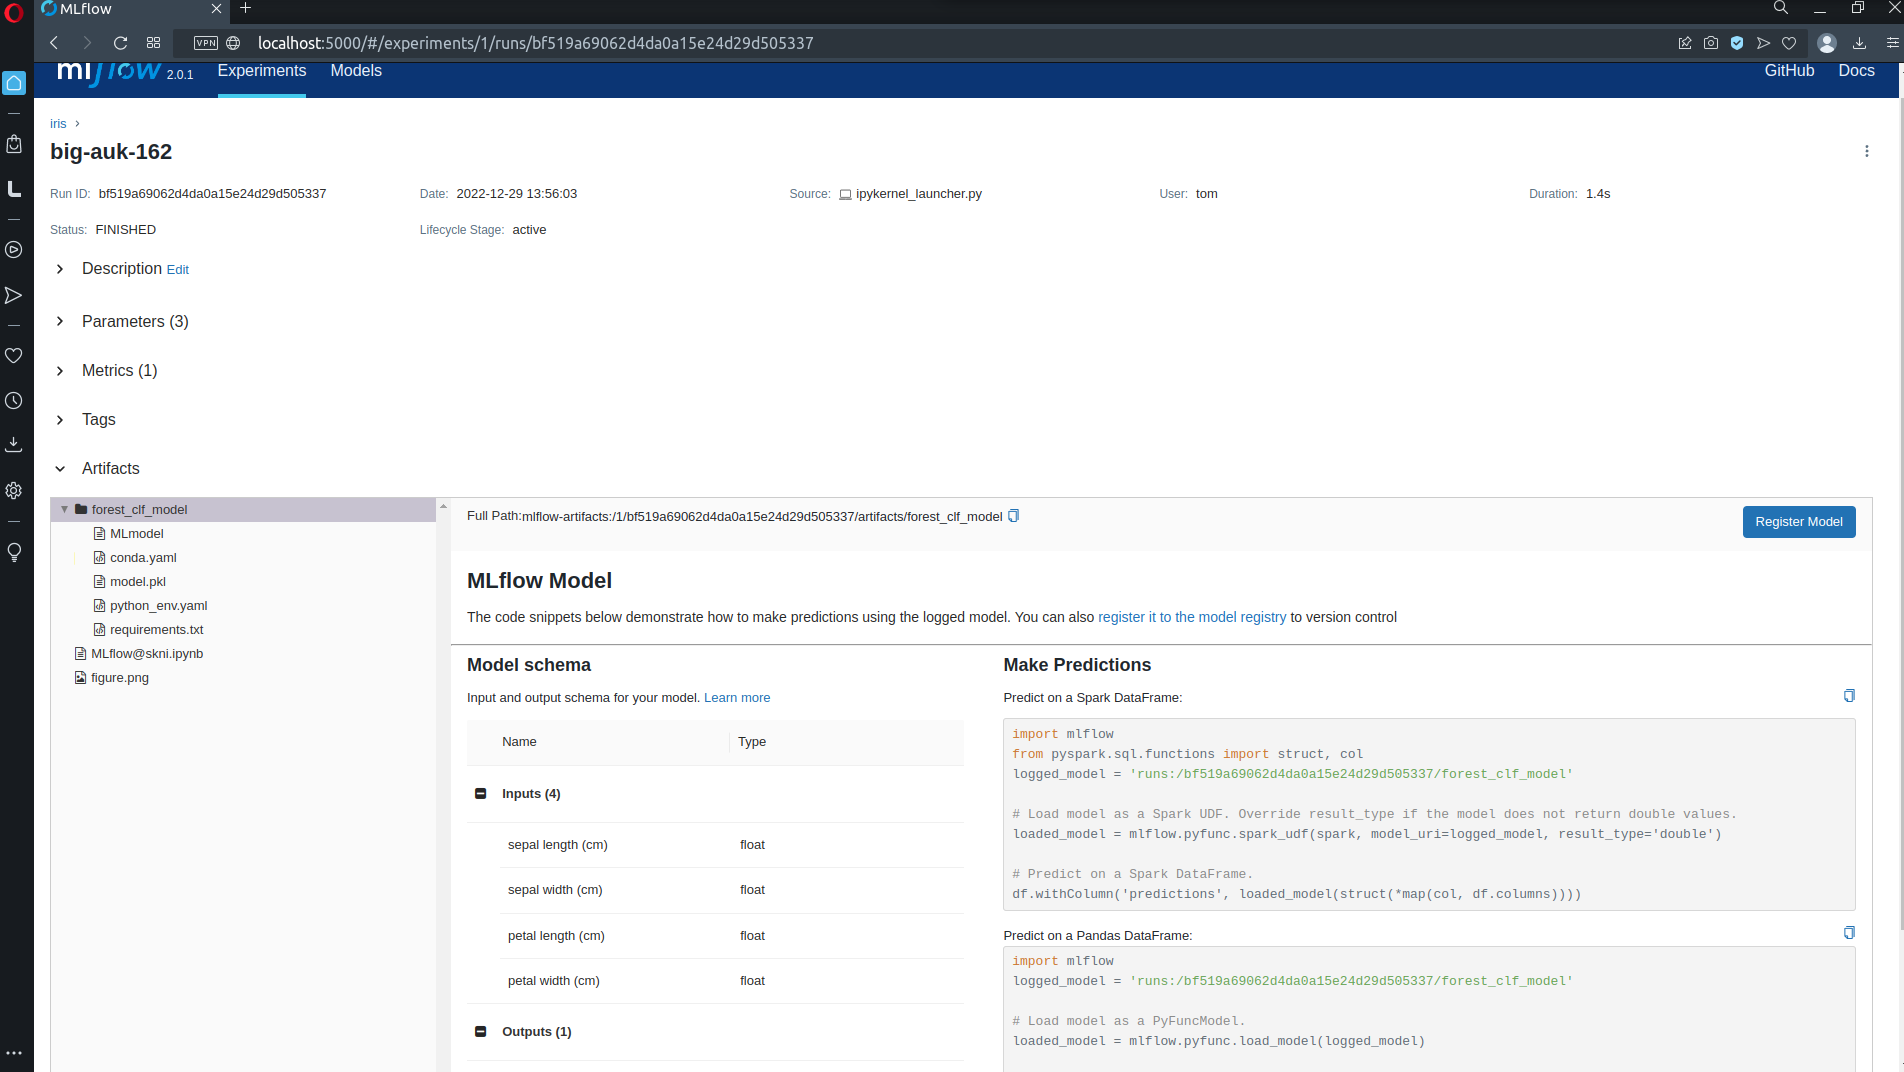 MLflow
VPN
localhost:5000/#/experiments/1/runs/bf519a69062d4da0a15e24d29d505337
mlflow 2.0.1 Experiments Models GitHub Docs
iris
big-auk-162
Run ID: bf519a69062d4da0a15e24d29d505337 Date: 2022-12-29 13:56:03 Source: ipykernel_launcher.py User: tom Duration: 1.4s
Status: FINISHED Lifecycle Stage: active
Description Edit
Parameters (3)
Metrics (1)
Tags
Artifacts
forest_clf_model
MLmodel
conda.yaml
model.pkl
python_env.yaml
requirements.txt
MLflow@skni.ipynb
figure.png
Full Path:mlflow-artifacts:/1/bf519a69062d4da0a15e24d29d505337/artifacts/forest_clf_model
Register Model
MLflow Model
The code snippets below demonstrate how to make predictions using the logged model. You can also register it to the model registry to version control
Model schema
Input and output schema for your model. Learn more
Name Type
Inputs (4)
sepal length (cm) float
sepal width (cm) float
petal length (cm) float
petal width (cm) float
Outputs (1)
Make Predictions
Predict on a Spark DataFrame:
import mlflow
from pyspark.sql.functions import struct, col
logged_model = 'runs:/bf519a69062d4da0a15e24d29d505337/forest_clf_model'
# Load model as a Spark UDF. Override result_type if the model does not return double values.
loaded_model = mlflow.pyfunc.spark_udf(spark, model_uri=logged_model, result_type='double')
# Predict on a Spark DataFrame.
df.withColumn('predictions', loaded_model(struct(*map(col, df.columns))))
Predict on a Pandas DataFrame:
import mlflow
logged_model = 'runs:/bf519a69062d4da0a15e24d29d505337/forest_clf_model'
# Load model as a PyFuncModel.
loaded_model = mlflow.pyfunc.load_model(logged_model)